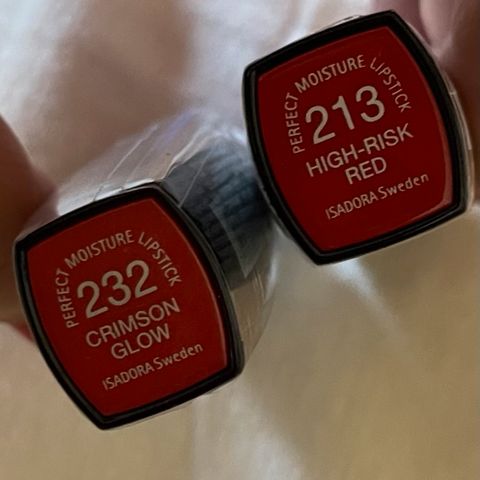 PERFECT MOISTURE LIPSTICK
232
CRIMSON
GLOW
ISADORA Sweden
PERFECT MOISTURE LIPSTICK
213
HIGH-RISK
RED
ISADORA Sweden